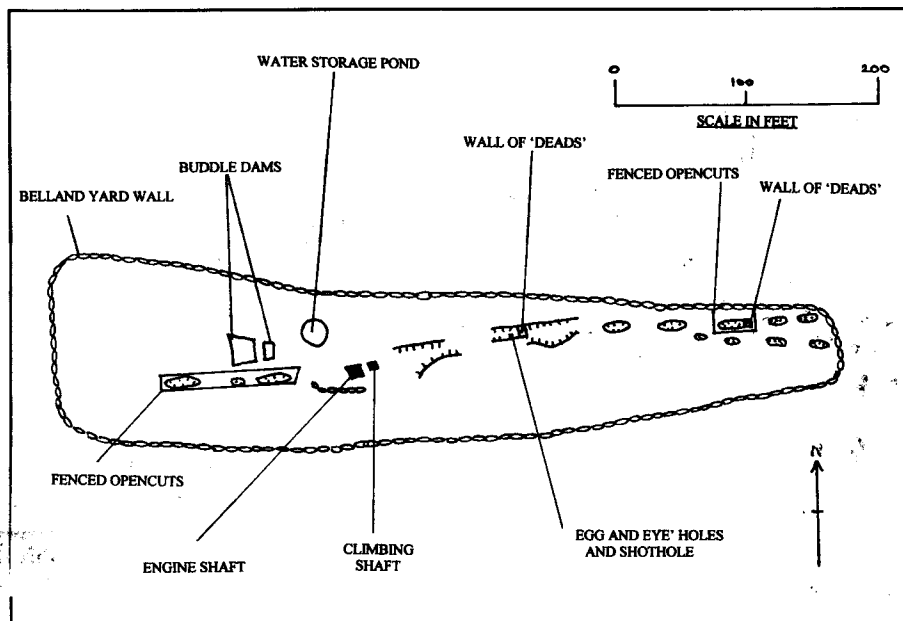 WATER STORAGE POND
0
100
200
SCALE IN FEET
WALL OF 'DEADS'
BUDDLE DAMS
FENCED OPENCUTS
WALL OF 'DEADS'
BELLAND YARD WALL
FENCED OPENCUTS
ENGINE SHAFT
CLIMBING
SHAFT
EGG AND EYE' HOLES
AND SHOTHOLE
N